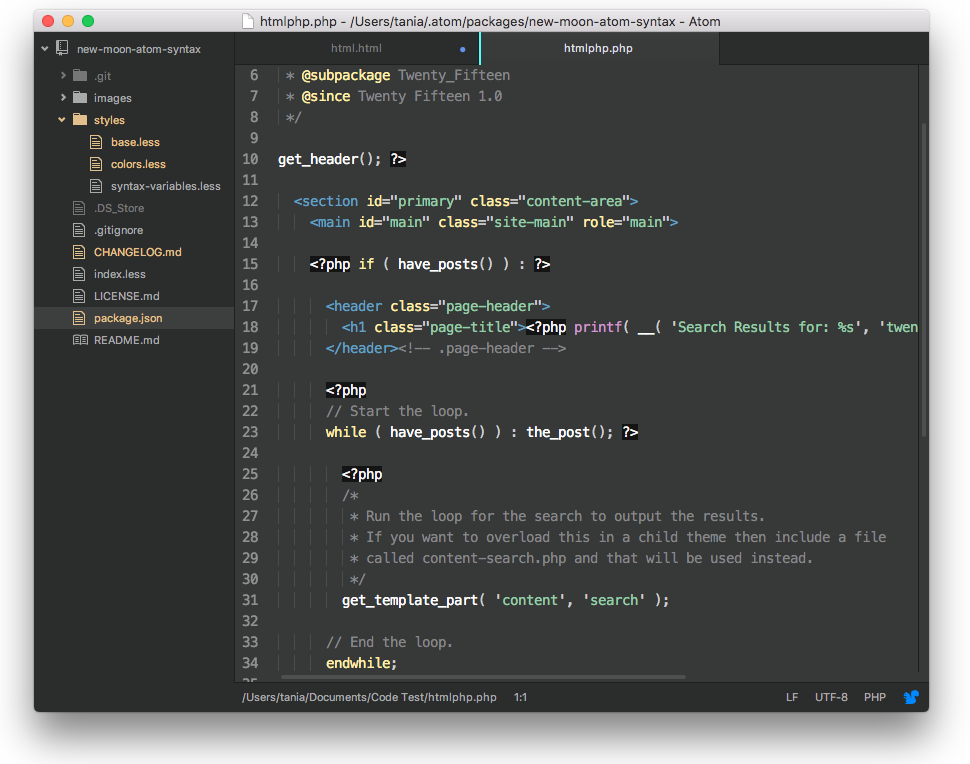 htmlphp.php - /Users/tania/.atom/packages/new-moon-atom-syntax - Atom
new-moon-atom-syntax
.git
images
styles
base.less
colors.less
syntax-variables.less
.DS_Store
.gitignore
CHANGELOG.md
index.less
LICENSE.md
package.json
README.md
html.html
htmlphp.php
6 * @subpackage Twenty_Fifteen
7 * @since Twenty Fifteen 1.0
8 */
9
10 get_header(); ?>
11
12 <section id="primary" class="content-area">
13 <main id="main" class="site-main" role="main">
14
15 <?php if ( have_posts() ) : ?>
16
17 <header class="page-header">
18 <h1 class="page-title"><?php printf( __( 'Search Results for: %s', 'twen
19 </header><!-- .page-header -->
20
21 <?php
22 // Start the loop.
23 while ( have_posts() ) : the_post(); ?>
24
25 <?php
26 /*
27 * Run the loop for the search to output the results.
28 * If you want to overload this in a child theme then include a file
29 * called content-search.php and that will be used instead.
30 */
31 get_template_part( 'content', 'search' );
32
33 // End the loop.
34 endwhile;
/Users/tania/Documents/Code Test/htmlphp.php 1:1
LF UTF-8 PHP